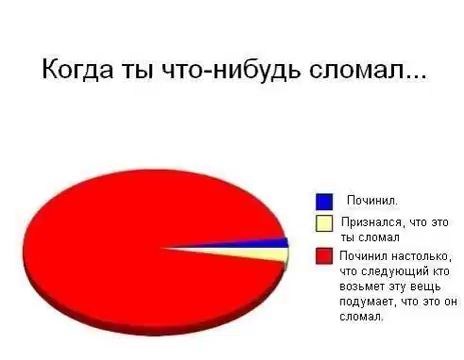 Когда ты что-нибудь сломал...
Починил.
Признался, что это
ты сломал
Починил настолько,
что следующий кто
возьмет эту вещь
подумает, что это он
сломал.